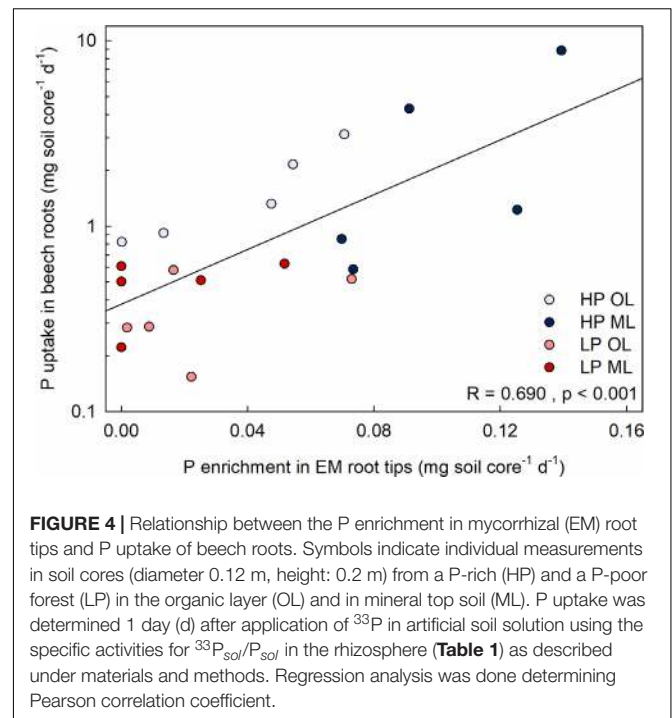 10
1
0.1
P uptake in beech roots (mg soil core⁻¹ d⁻¹)
HP OL
HP ML
LP OL
LP ML
R = 0.690 , p < 0.001
0.00 0.04 0.08 0.12 0.16
P enrichment in EM root tips (mg soil core⁻¹ d⁻¹)
FIGURE 4 | Relationship between the P enrichment in mycorrhizal (EM) root
tips and P uptake of beech roots. Symbols indicate individual measurements
in soil cores (diameter 0.12 m, height: 0.2 m) from a P-rich (HP) and a P-poor
forest (LP) in the organic layer (OL) and in mineral top soil (ML). P uptake was
determined 1 day (d) after application of ³³P in artificial soil solution using the
specific activities for ³³Psol/Psol in the rhizosphere (Table 1) as described
under materials and methods. Regression analysis was done determining
Pearson correlation coefficient.